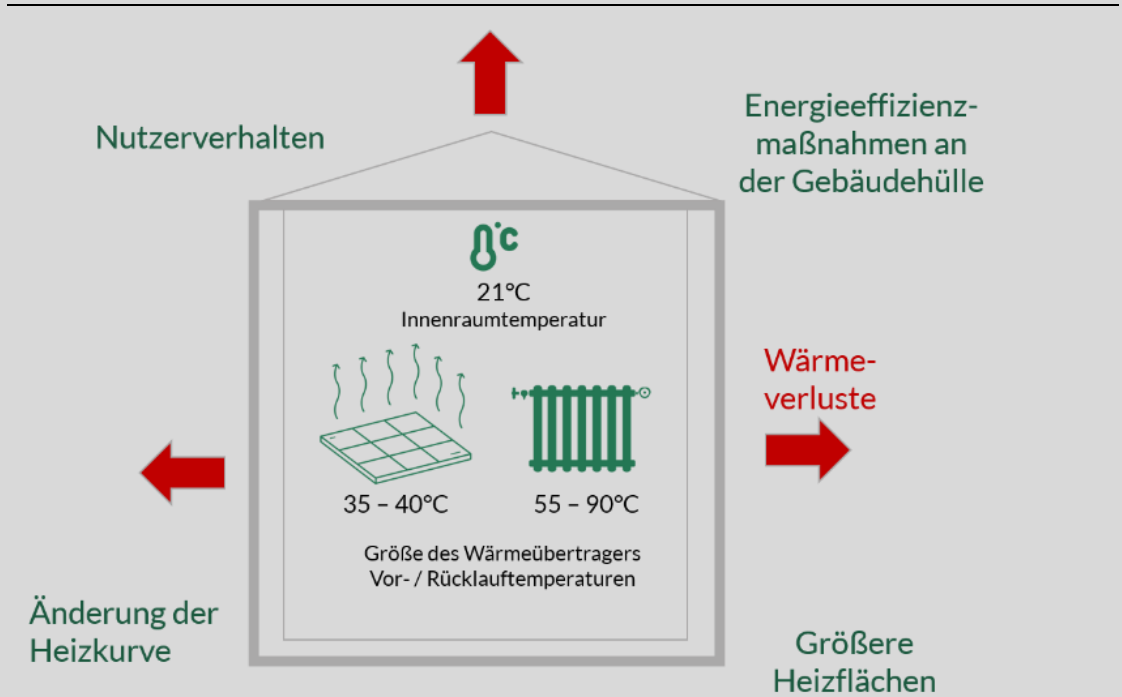 Nutzerverhalten
Energieeffizienz-
maßnahmen an
der Gebäudehülle
°C
21°C
Innenraumtemperatur
Wärme-
verluste
35 – 40°C
55 – 90°C
Größe des Wärmeübertragers
Vor- / Rücklauftemperaturen
Änderung der
Heizkurve
Größere
Heizflächen